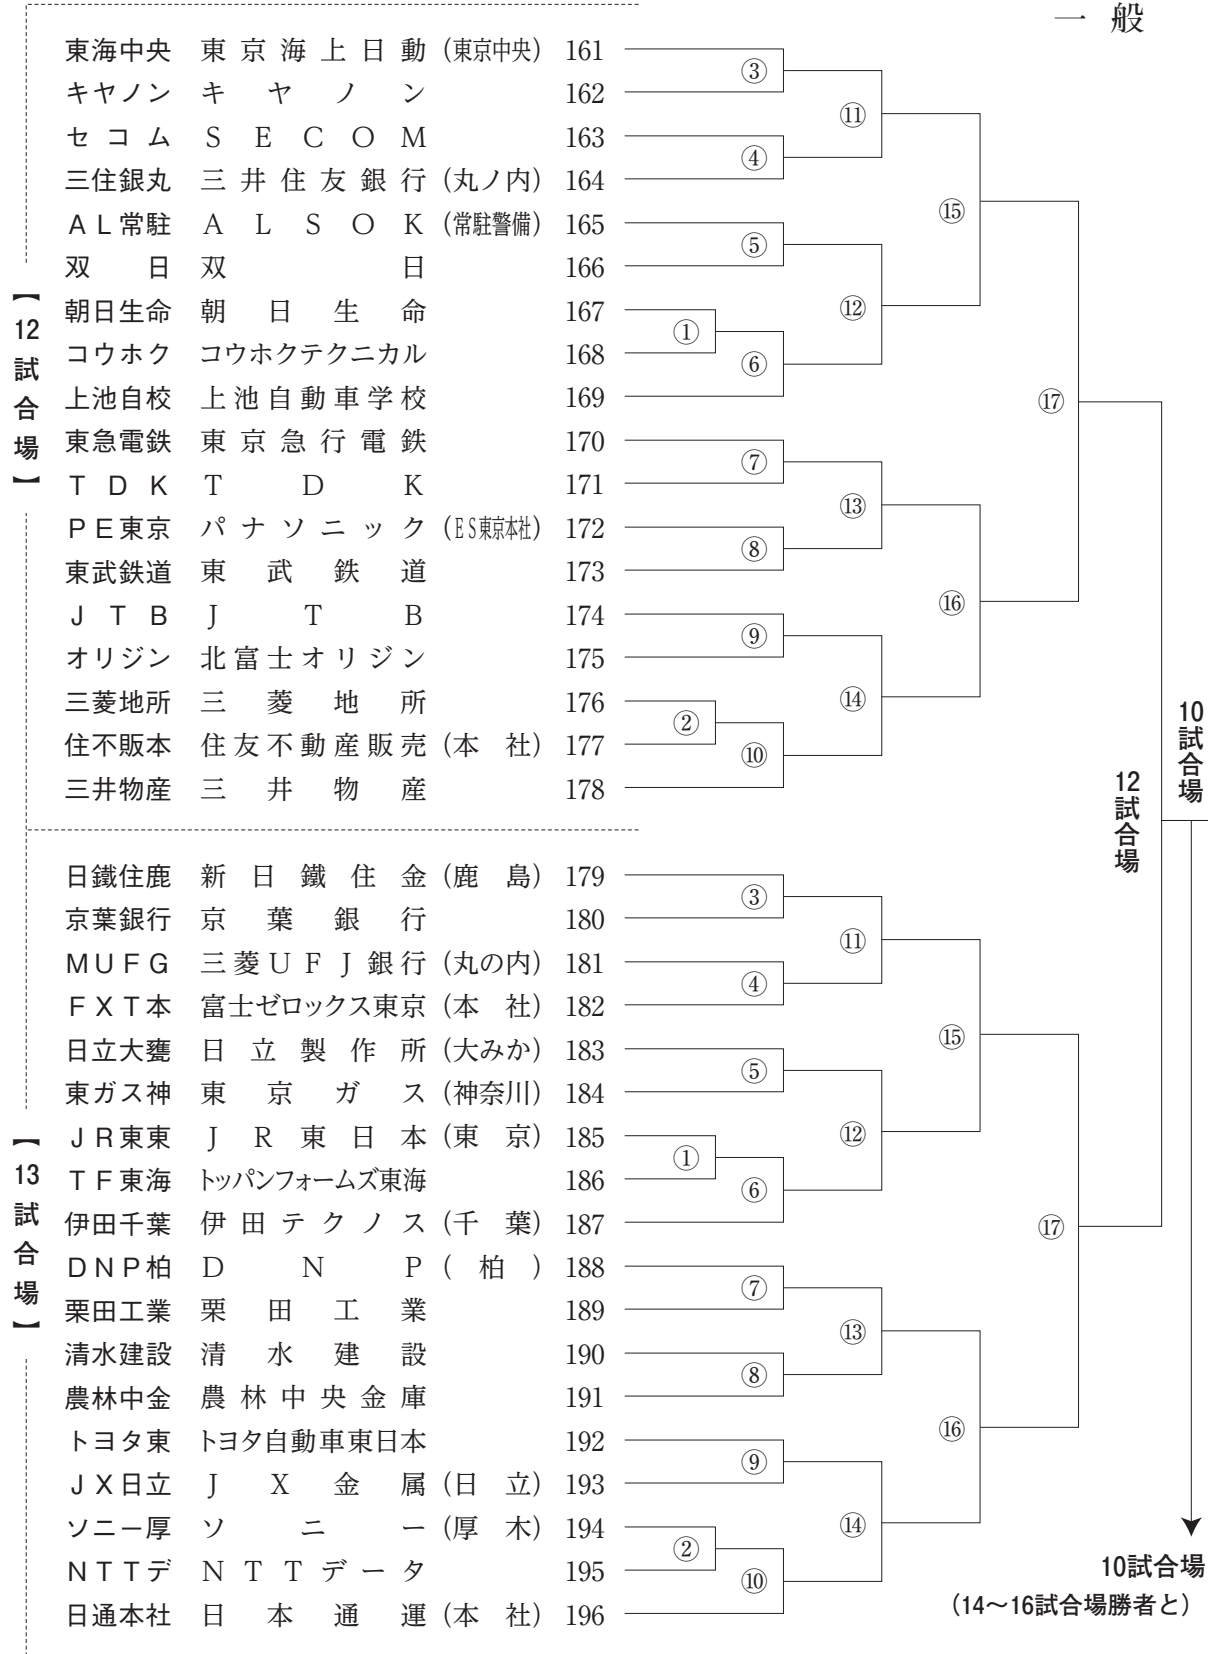 一般
【12試合場】
東海中央 東京海上日動(東京中央) 161
キヤノン キヤノン 162
セコム SECOM 163
三住銀丸 三井住友銀行(丸ノ内) 164
AL常駐 ALSOK(常駐警備) 165
双日 双日 166
朝日生命 朝日生命 167
コウホク コウホクテクニカル 168
上池自校 上池自動車学校 169
東急電鉄 東京急行電鉄 170
TDK TDK 171
PE東京 パナソニック(ES東京本社) 172
東武鉄道 東武鉄道 173
JTB JTB 174
オリジン 北富士オリジン 175
三菱地所 三菱地所 176
住不販本 住友不動産販売(本社) 177
三井物産 三井物産 178
③
④
⑤
①
⑥
⑦
⑧
⑨
②
⑩
⑪
⑫
⑬
⑭
⑮
⑯
⑰
【13試合場】
日鐵住鹿 新日鐵住金(鹿島) 179
京葉銀行 京葉銀行 180
MUFG 三菱UFJ銀行(丸の内) 181
FXT本 富士ゼロックス東京(本社) 182
日立大甕 日立製作所(大みか) 183
東ガス神 東京ガス(神奈川) 184
JR東東 JR東日本(東京) 185
TF東海 トッパンフォームズ東海 186
伊田千葉 伊田テクノス(千葉) 187
DNP柏 DNP(柏) 188
栗田工業 栗田工業 189
清水建設 清水建設 190
農林中金 農林中央金庫 191
トヨタ東 トヨタ自動車東日本 192
JX日立 JX金属(日立) 193
ソニー厚 ソニー(厚木) 194
NTTデ NTTデータ 195
日通本社 日本通運(本社) 196
③
④
⑤
①
⑥
⑦
⑧
⑨
②
⑩
⑪
⑫
⑬
⑭
⑮
⑯
⑰
12試合場
10試合場
10試合場
(14〜16試合場勝者と)